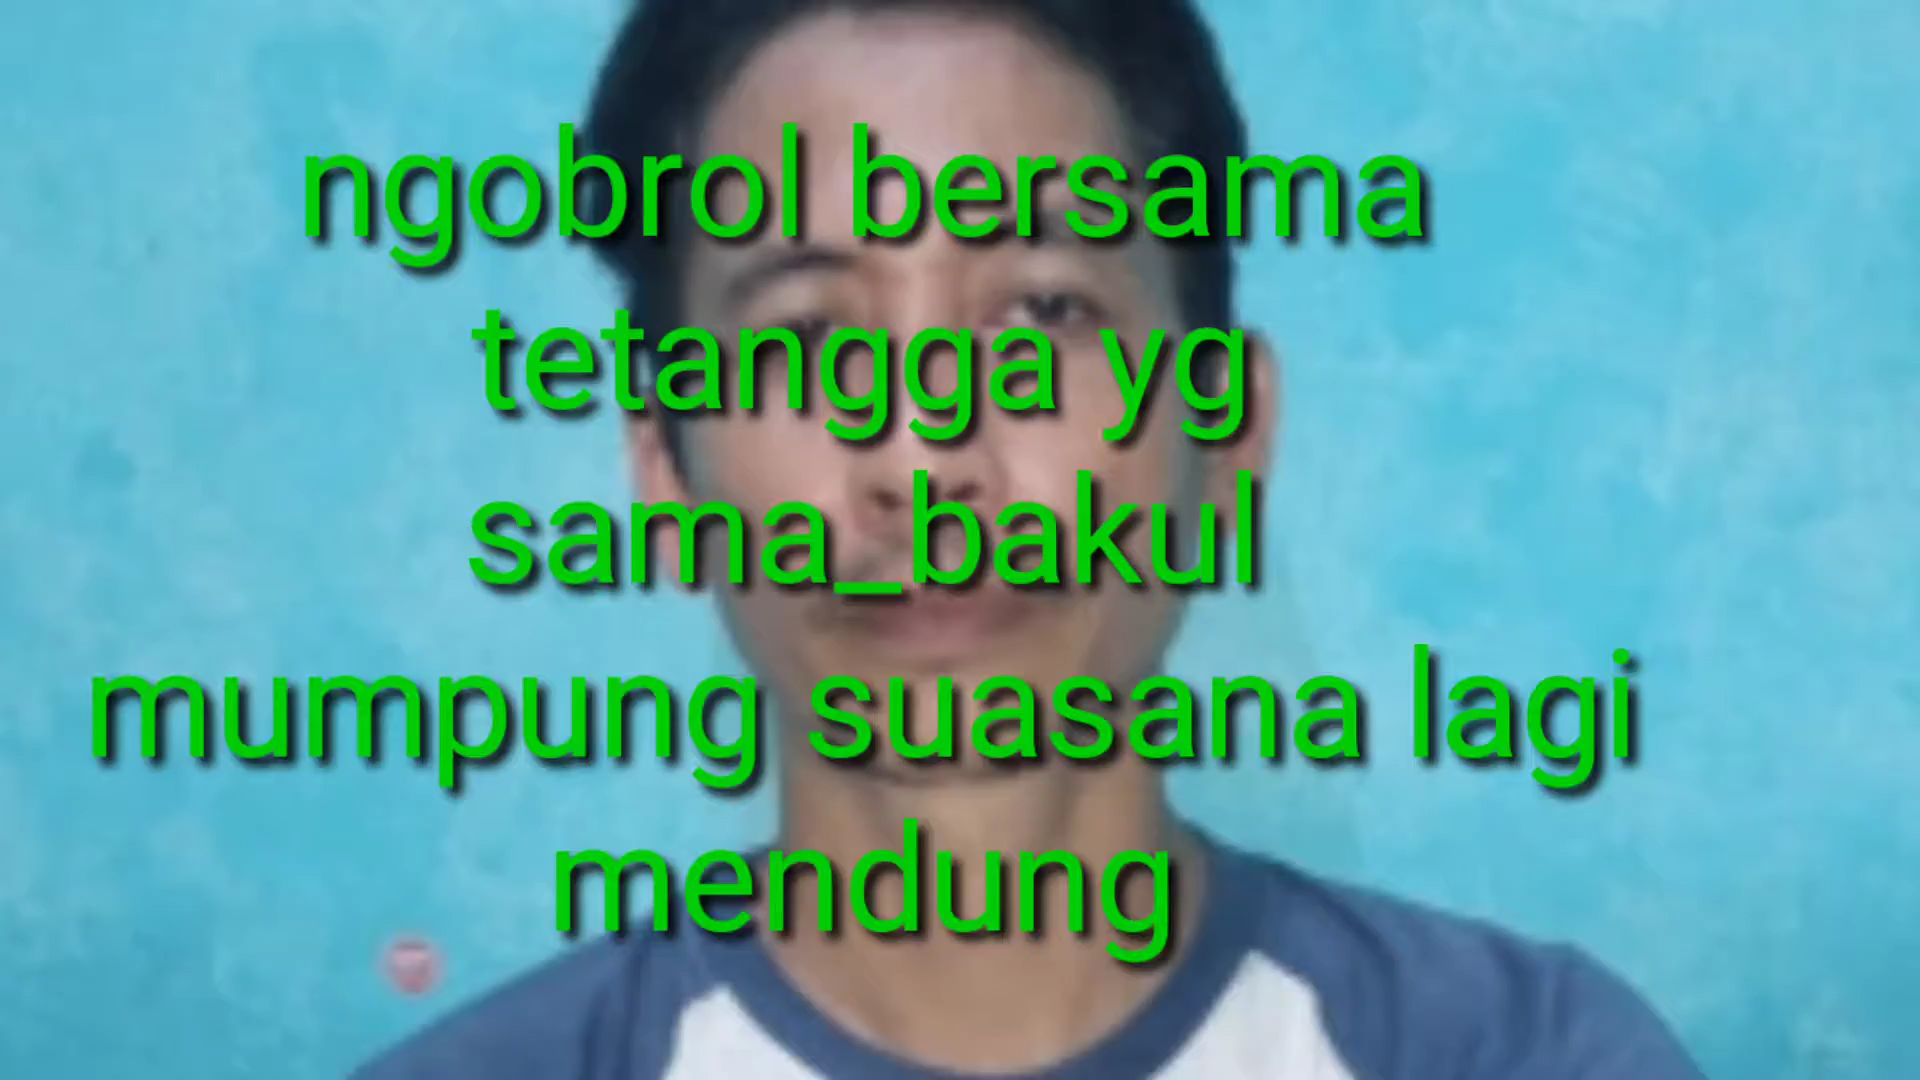 ngobrol bersama
tetangga yg
sama_bakul
mumpung suasana lagi
mendung